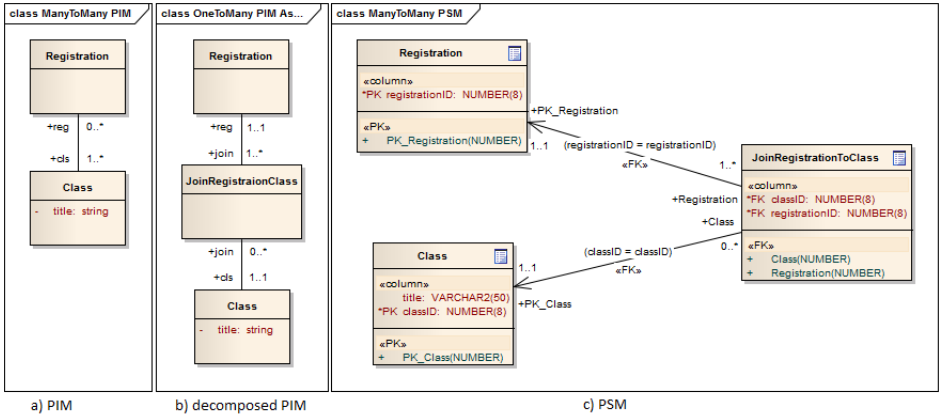 class ManyToMany PIM
Registration
+reg 0..*
+cls 1..*
Class
- title: string
class OneToMany PIM As...
Registration
+reg 1..1
+join 1..*
JoinRegistraionClass
+join 0..*
+cls 1..1
Class
- title: string
class ManyToMany PSM
Registration
«column»
*PK registrationID: NUMBER(8)
«PK»
+ PK_Registration(NUMBER)
+PK_Registration
1..1
(registrationID = registrationID)
«FK»
1..*
+Registration
JoinRegistrationToClass
«column»
*FK classID: NUMBER(8)
*FK registrationID: NUMBER(8)
«FK»
+ Class(NUMBER)
+ Registration(NUMBER)
+Class
0..*
(classID = classID)
«FK»
1..1
+PK_Class
Class
«column»
title: VARCHAR2(50)
*PK classID: NUMBER(8)
«PK»
+ PK_Class(NUMBER)
a) PIM
b) decomposed PIM
c) PSM